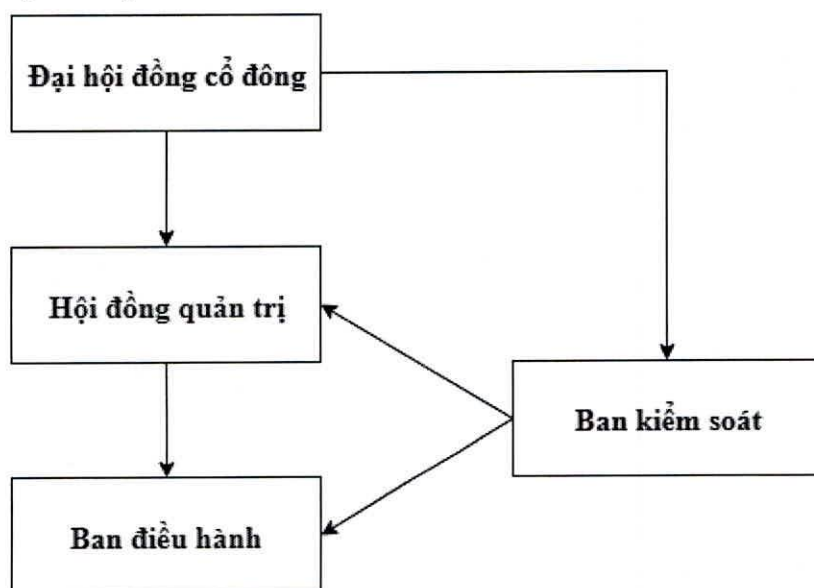 Đại hội đồng cổ đông
Hội đồng quản trị
Ban kiểm soát
Ban điều hành